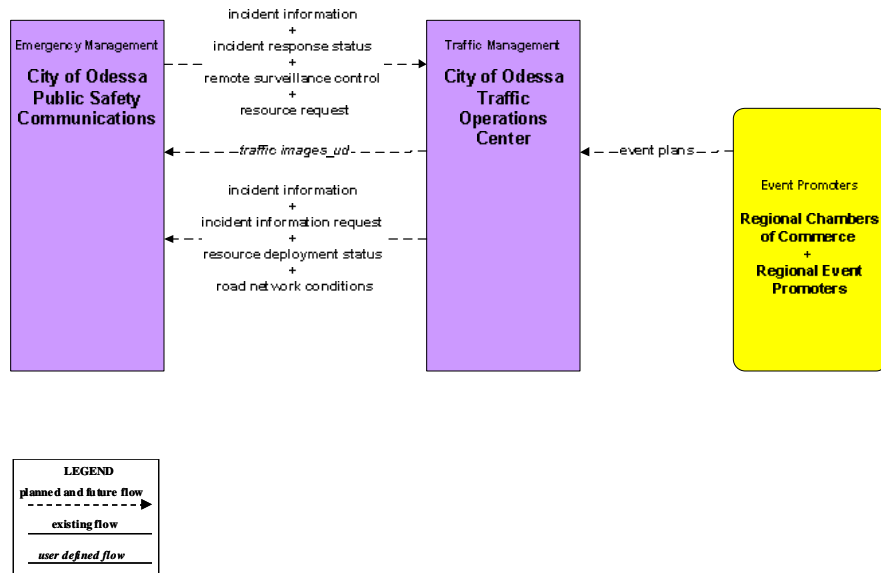 incident information
+
incident response status
+
remote surveillance control
+
resource request
Emergency Management
City of Odessa
Public Safety
Communications
Traffic Management
City of Odessa
Traffic
Operations
Center
traffic images_ud
event plans
incident information
+
incident information request
+
resource deployment status
+
road network conditions
Event Promoters
Regional Chambers
of Commerce
+
Regional Event
Promoters
LEGEND
planned and future flow
existing flow
user defined flow